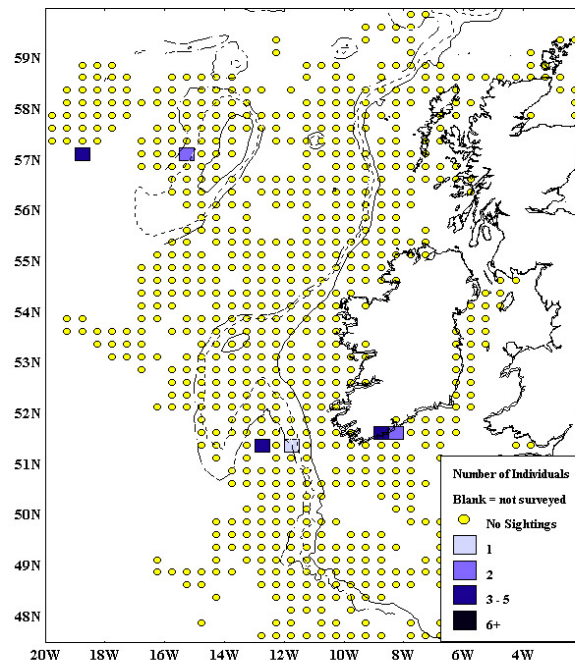 59N
58N
57N
56N
55N
54N
53N
52N
51N
50N
49N
48N
Number of Individuals
Blank = not surveyed
No Sightings
1
2
3 - 5
6+
20W 18W 16W 14W 12W 10W 8W 6W 4W